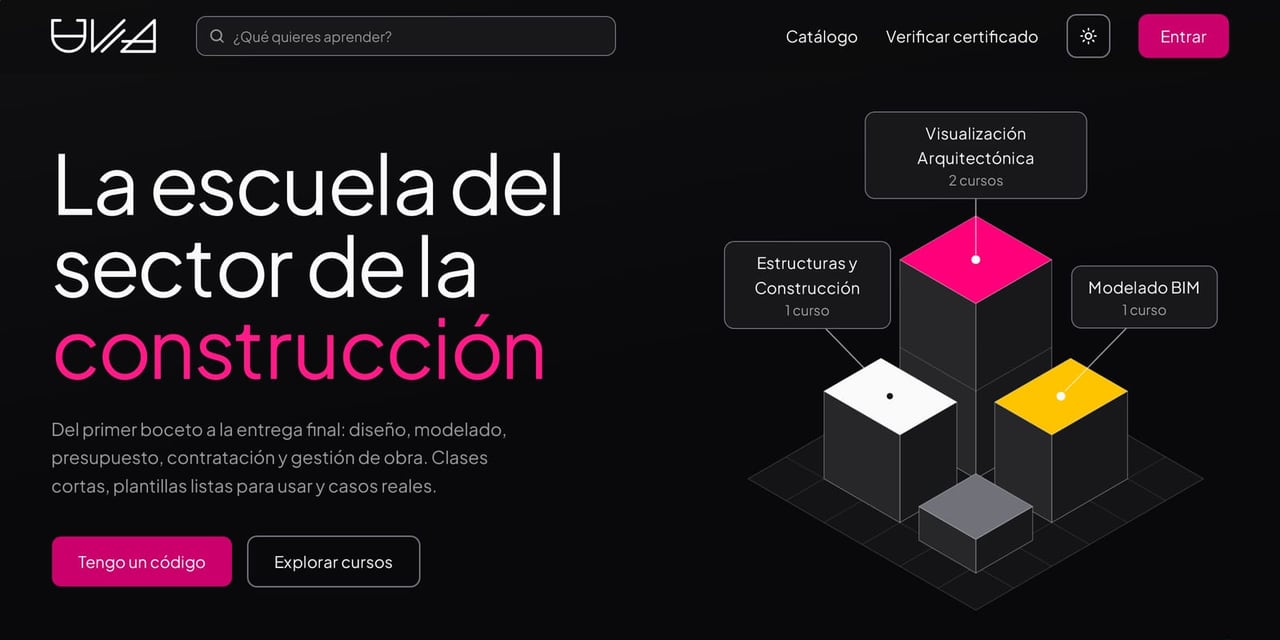 UVA
¿Qué quieres aprender?
Catálogo
Verificar certificado
Entrar
La escuela del
sector de la
construcción
Del primer boceto a la entrega final: diseño, modelado,
presupuesto, contratación y gestión de obra. Clases
cortas, plantillas listas para usar y casos reales.
Tengo un código
Explorar cursos
Visualización
Arquitectónica
2 cursos
Estructuras y
Construcción
1 curso
Modelado BIM
1 curso